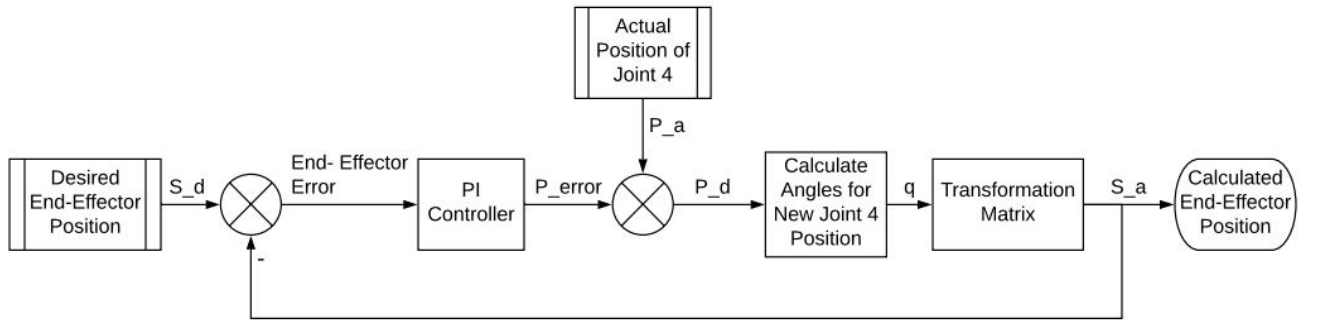 Actual
Position of
Joint 4
P_a
Desired
End-Effector
Position
S_d
End- Effector
Error
PI
Controller
P_error
P_d
Calculate
Angles for
New Joint 4
Position
q
Transformation
Matrix
S_a
Calculated
End-Effector
Position
-